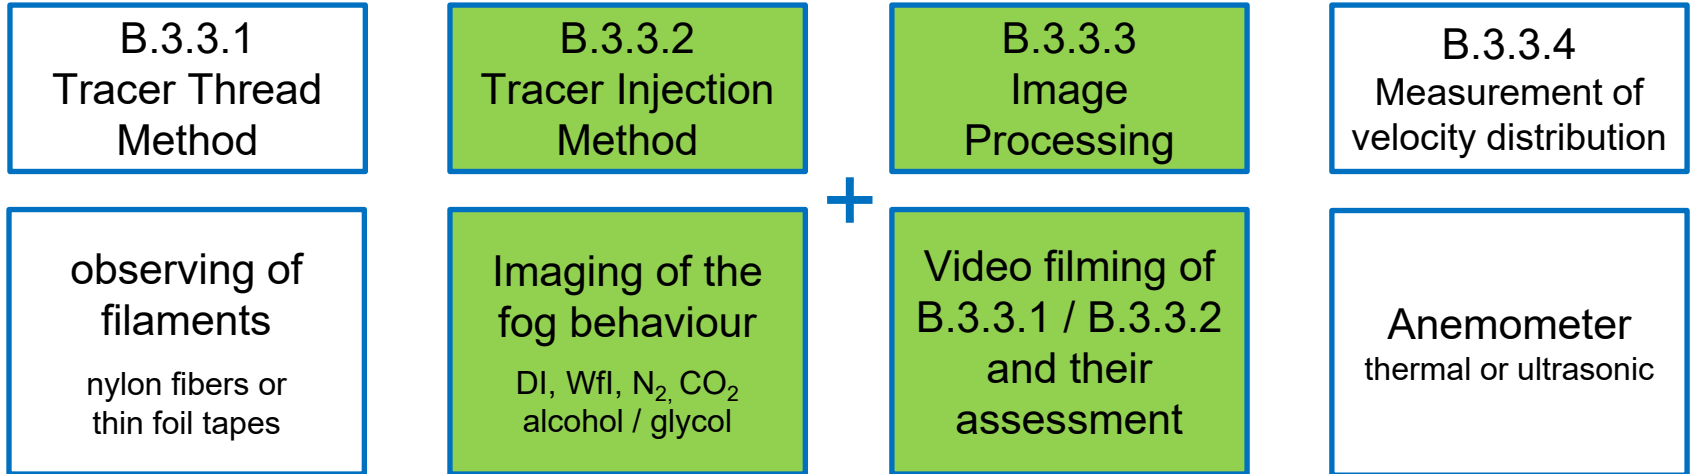 B.3.3.1
Tracer Thread
Method
B.3.3.2
Tracer Injection
Method
B.3.3.3
Image
Processing
B.3.3.4
Measurement of
velocity distribution
+
observing of
filaments
nylon fibers or
thin foil tapes
Imaging of the
fog behaviour
DI, WfI, N₂, CO₂
alcohol / glycol
Video filming of
B.3.3.1 / B.3.3.2
and their
assessment
Anemometer
thermal or ultrasonic